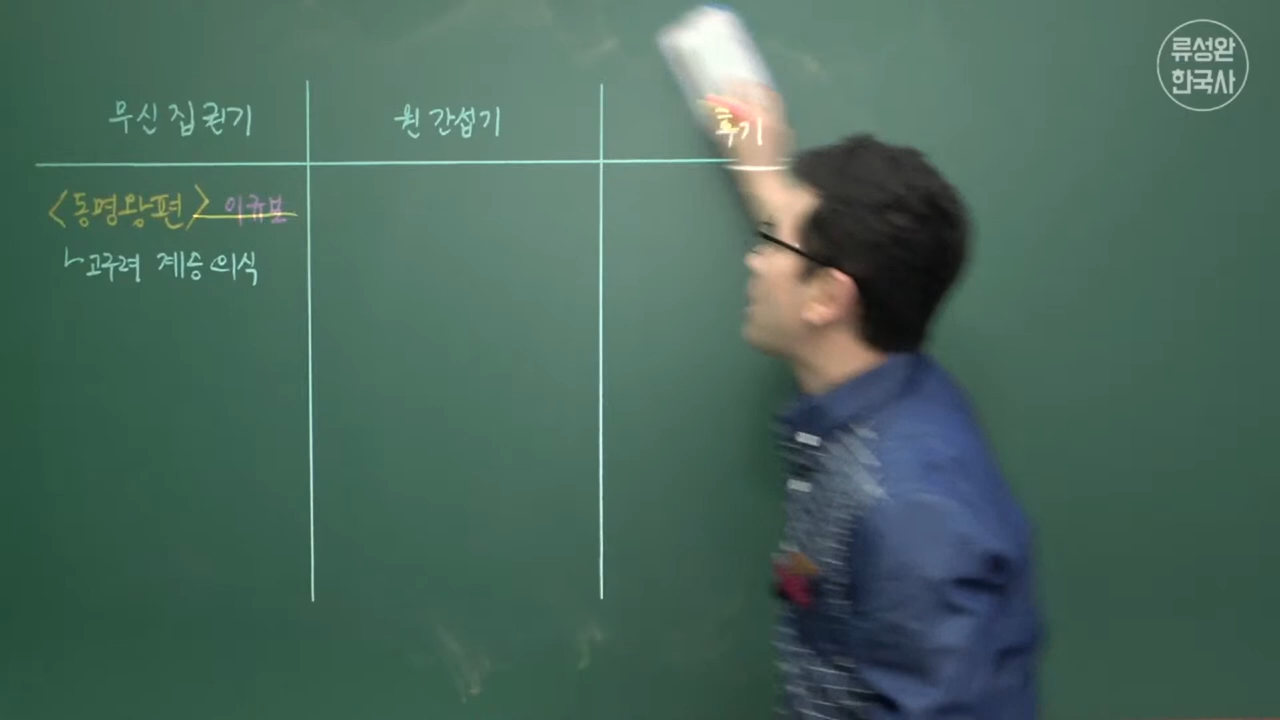 무신 집권기
원 간섭기
후기
<동명왕편> 이규보
고구려 계승 의식
류성완
한국사